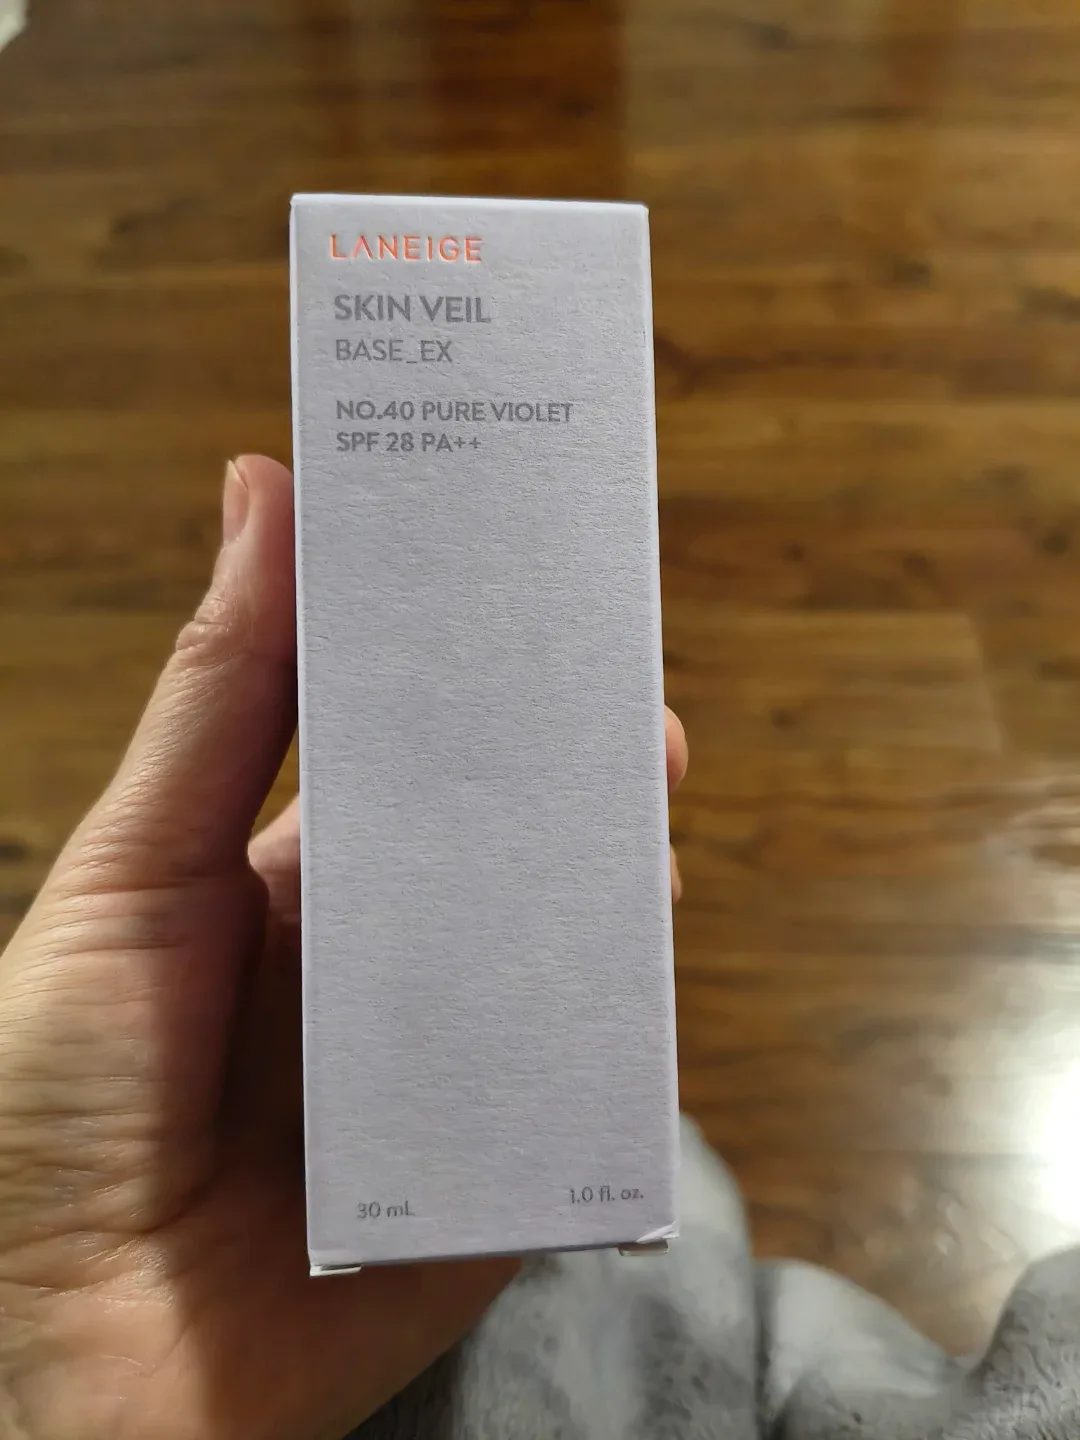 LANEIGE
SKIN VEIL
BASE_EX
NO.40 PURE VIOLET
SPF 28 PA++
30 mL 1.0 fl. oz.